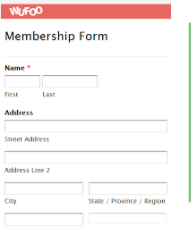 WUFOO
Membership Form
Name *
First Last
Address
Street Address
Address Line 2
City State / Province / Region